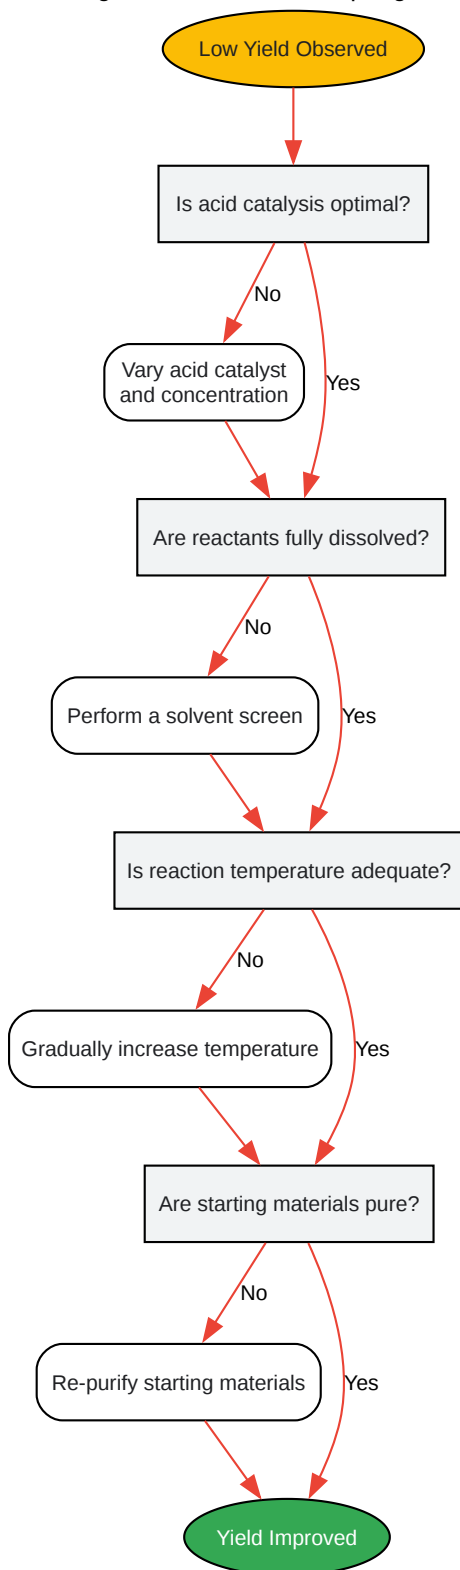 Low Yield Observed
Is acid catalysis optimal?
No
Vary acid catalyst
and concentration
Yes
Are reactants fully dissolved?
No
Perform a solvent screen
Yes
Is reaction temperature adequate?
No
Gradually increase temperature
Yes
Are starting materials pure?
No
Re-purify starting materials
Yes
Yield Improved